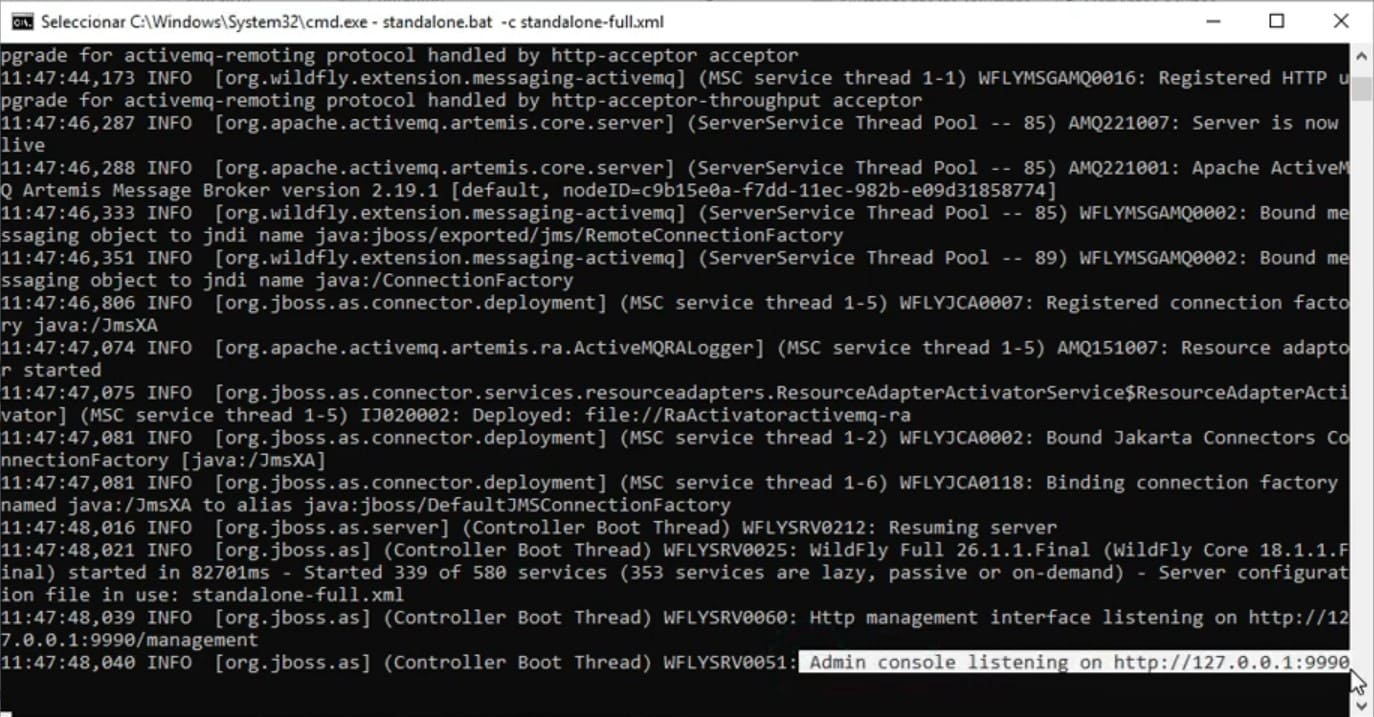 Seleccionar C:\Windows\System32\cmd.exe - standalone.bat  -c standalone-full.xml
pgrade for activemq-remoting protocol handled by http-acceptor acceptor
11:47:44,173 INFO  [org.wildfly.extension.messaging-activemq] (MSC service thread 1-1) WFLYMSGAMQ0016: Registered HTTP u
pgrade for activemq-remoting protocol handled by http-acceptor-throughput acceptor
11:47:46,287 INFO  [org.apache.activemq.artemis.core.server] (ServerService Thread Pool -- 85) AMQ221007: Server is now
live
11:47:46,288 INFO  [org.apache.activemq.artemis.core.server] (ServerService Thread Pool -- 85) AMQ221001: Apache ActiveM
Q Artemis Message Broker version 2.19.1 [default, nodeID=c9b15e0a-f7dd-11ec-982b-e09d31858774]
11:47:46,333 INFO  [org.wildfly.extension.messaging-activemq] (ServerService Thread Pool -- 85) WFLYMSGAMQ0002: Bound me
ssaging object to jndi name java:jboss/exported/jms/RemoteConnectionFactory
11:47:46,351 INFO  [org.wildfly.extension.messaging-activemq] (ServerService Thread Pool -- 89) WFLYMSGAMQ0002: Bound me
ssaging object to jndi name java:/ConnectionFactory
11:47:46,806 INFO  [org.jboss.as.connector.deployment] (MSC service thread 1-5) WFLYJCA0007: Registered connection facto
ry java:/JmsXA
11:47:47,074 INFO  [org.apache.activemq.artemis.ra.ActiveMQRALogger] (MSC service thread 1-5) AMQ151007: Resource adapto
r started
11:47:47,075 INFO  [org.jboss.as.connector.services.resourceadapters.ResourceAdapterActivatorService$ResourceAdapterActi
vator] (MSC service thread 1-5) IJ020002: Deployed: file://RaActivatoractivemq-ra
11:47:47,081 INFO  [org.jboss.as.connector.deployment] (MSC service thread 1-2) WFLYJCA0002: Bound Jakarta Connectors Co
nnectionFactory [java:/JmsXA]
11:47:47,081 INFO  [org.jboss.as.connector.deployment] (MSC service thread 1-6) WFLYJCA0118: Binding connection factory
named java:/JmsXA to alias java:jboss/DefaultJMSConnectionFactory
11:47:48,016 INFO  [org.jboss.as.server] (Controller Boot Thread) WFLYSRV0212: Resuming server
11:47:48,021 INFO  [org.jboss.as] (Controller Boot Thread) WFLYSRV0025: WildFly Full 26.1.1.Final (WildFly Core 18.1.1.F
inal) started in 82701ms - Started 339 of 580 services (353 services are lazy, passive or on-demand) - Server configurat
ion file in use: standalone-full.xml
11:47:48,039 INFO  [org.jboss.as] (Controller Boot Thread) WFLYSRV0060: Http management interface listening on http://12
7.0.0.1:9990/management
11:47:48,040 INFO  [org.jboss.as] (Controller Boot Thread) WFLYSRV0051: Admin console listening on http://127.0.0.1:9990